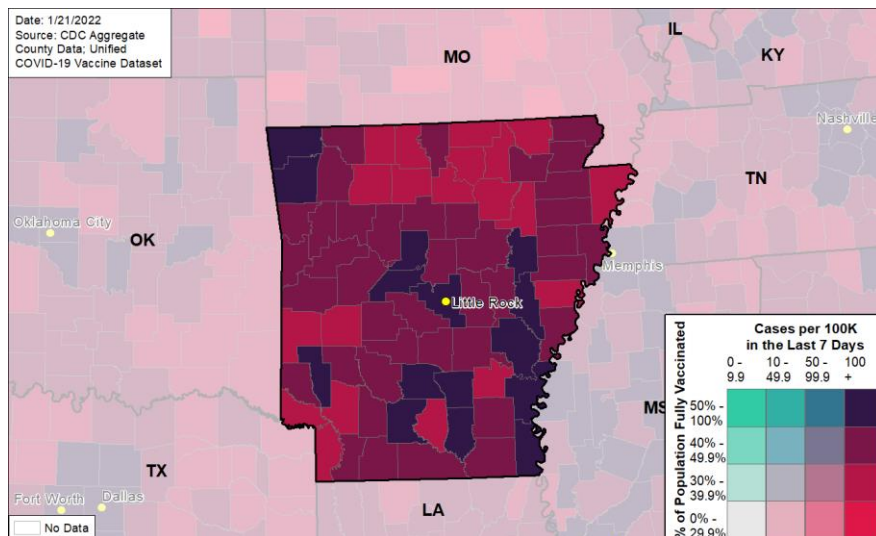 Date: 1/21/2022
Source: CDC Aggregate
County Data; Unified
COVID-19 Vaccine Dataset
IL
MO
KY
Nashville
TN
Oklahoma City
OK
Memphis
Little Rock
MS
TX
Fort Worth
Dallas
LA
No Data
Cases per 100K
in the Last 7 Days
0 -
9.9
10 -
49.9
50 -
99.9
100
+
% of Population Fully Vaccinated
50% -
100%
40% -
49.9%
30% -
39.9%
0% -
29.9%